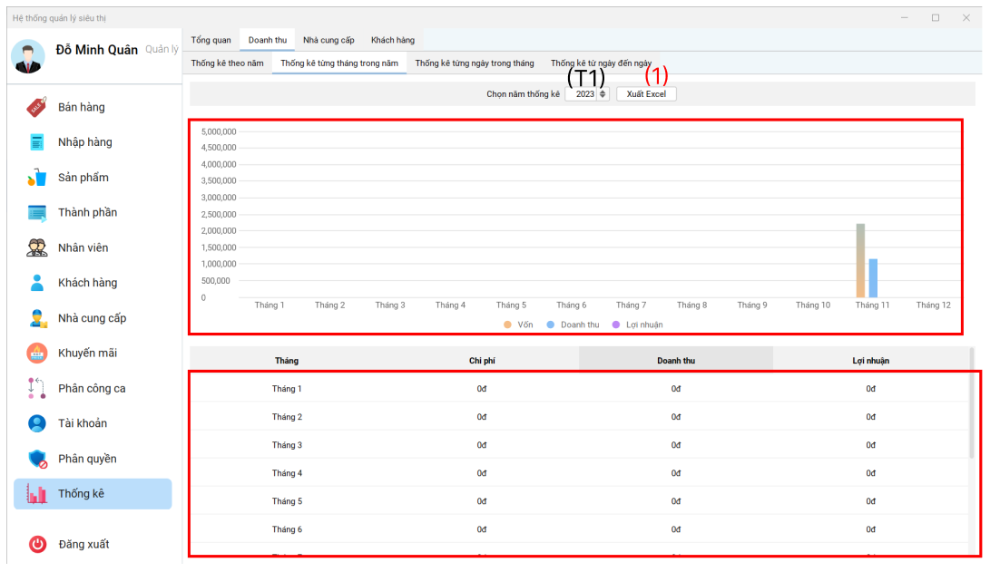 Hệ thống quản lý siêu thị
Đỗ Minh Quân Quản lý
Bán hàng
Nhập hàng
Sản phẩm
Thành phần
Nhân viên
Khách hàng
Nhà cung cấp
Khuyến mãi
Phân công ca
Tài khoản
Phân quyền
Thống kê
Đăng xuất
Tổng quan Doanh thu Nhà cung cấp Khách hàng
Thống kê theo năm Thống kê từng tháng trong năm Thống kê từng ngày trong tháng Thống kê từ ngày đến ngày
(T1) (1)
Chọn năm thống kê 2023 Xuất Excel
5,000,000
4,500,000
4,000,000
3,500,000
3,000,000
2,500,000
2,000,000
1,500,000
1,000,000
500,000
0
Tháng 1 Tháng 2 Tháng 3 Tháng 4 Tháng 5 Tháng 6 Tháng 7 Tháng 8 Tháng 9 Tháng 10 Tháng 11 Tháng 12
Vốn Doanh thu Lợi nhuận
Tháng Chi phí Doanh thu Lợi nhuận
Tháng 1 0đ 0đ 0đ
Tháng 2 0đ 0đ 0đ
Tháng 3 0đ 0đ 0đ
Tháng 4 0đ 0đ 0đ
Tháng 5 0đ 0đ 0đ
Tháng 6 0đ 0đ 0đ